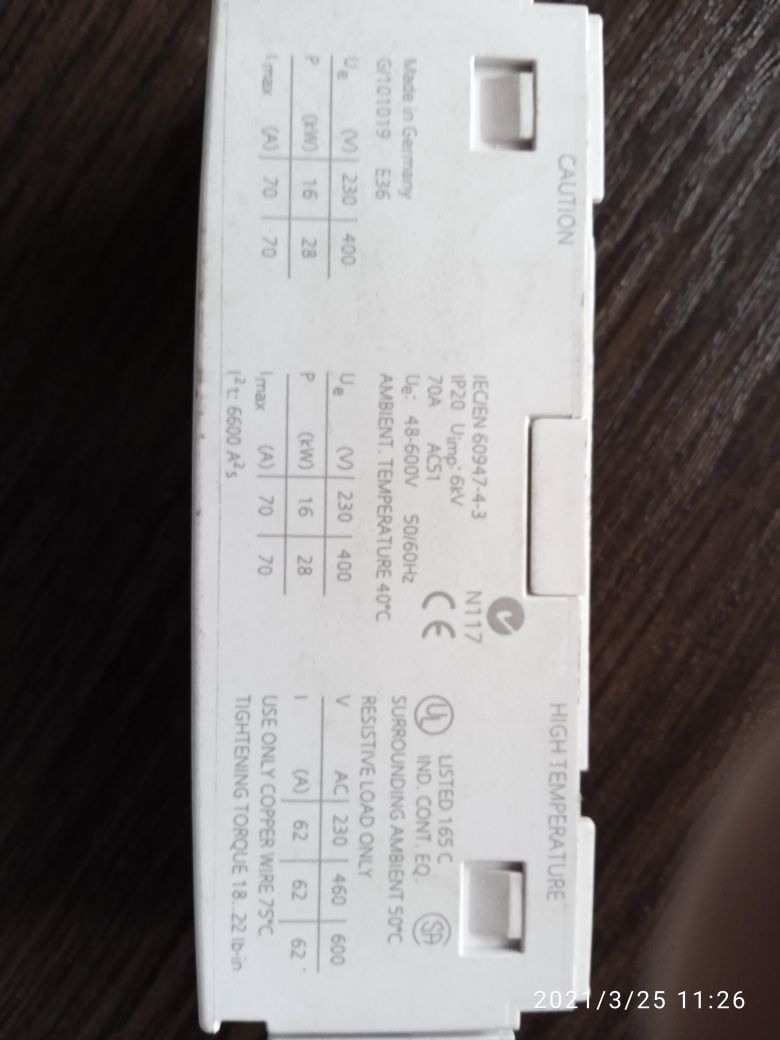 CAUTION
HIGH TEMPERATURE
Made in Germany
G/101019 E36
Ue (V) 230 400
P (kW) 16 28
Imax (A) 70 70
IEC/EN 60947-4-3
IP20 Uimp: 6kV
70A AC51
Ue: 48-600V 50/60Hz
AMBIENT. TEMPERATURE 40°C
N117
CE
Ue (V) 230 400
P (kW) 16 28
Imax (A) 70 70
I²t: 6600 A²s
UL LISTED 165 C
IND. CONT. EQ. SA
SURROUNDING AMBIENT 50°C
RESISTIVE LOAD ONLY
V AC 230 460 600
I (A) 62 62 62
USE ONLY COPPER WIRE 75°C
TIGHTENING TORQUE 18...22 lb-in
2021/3/25 11:26